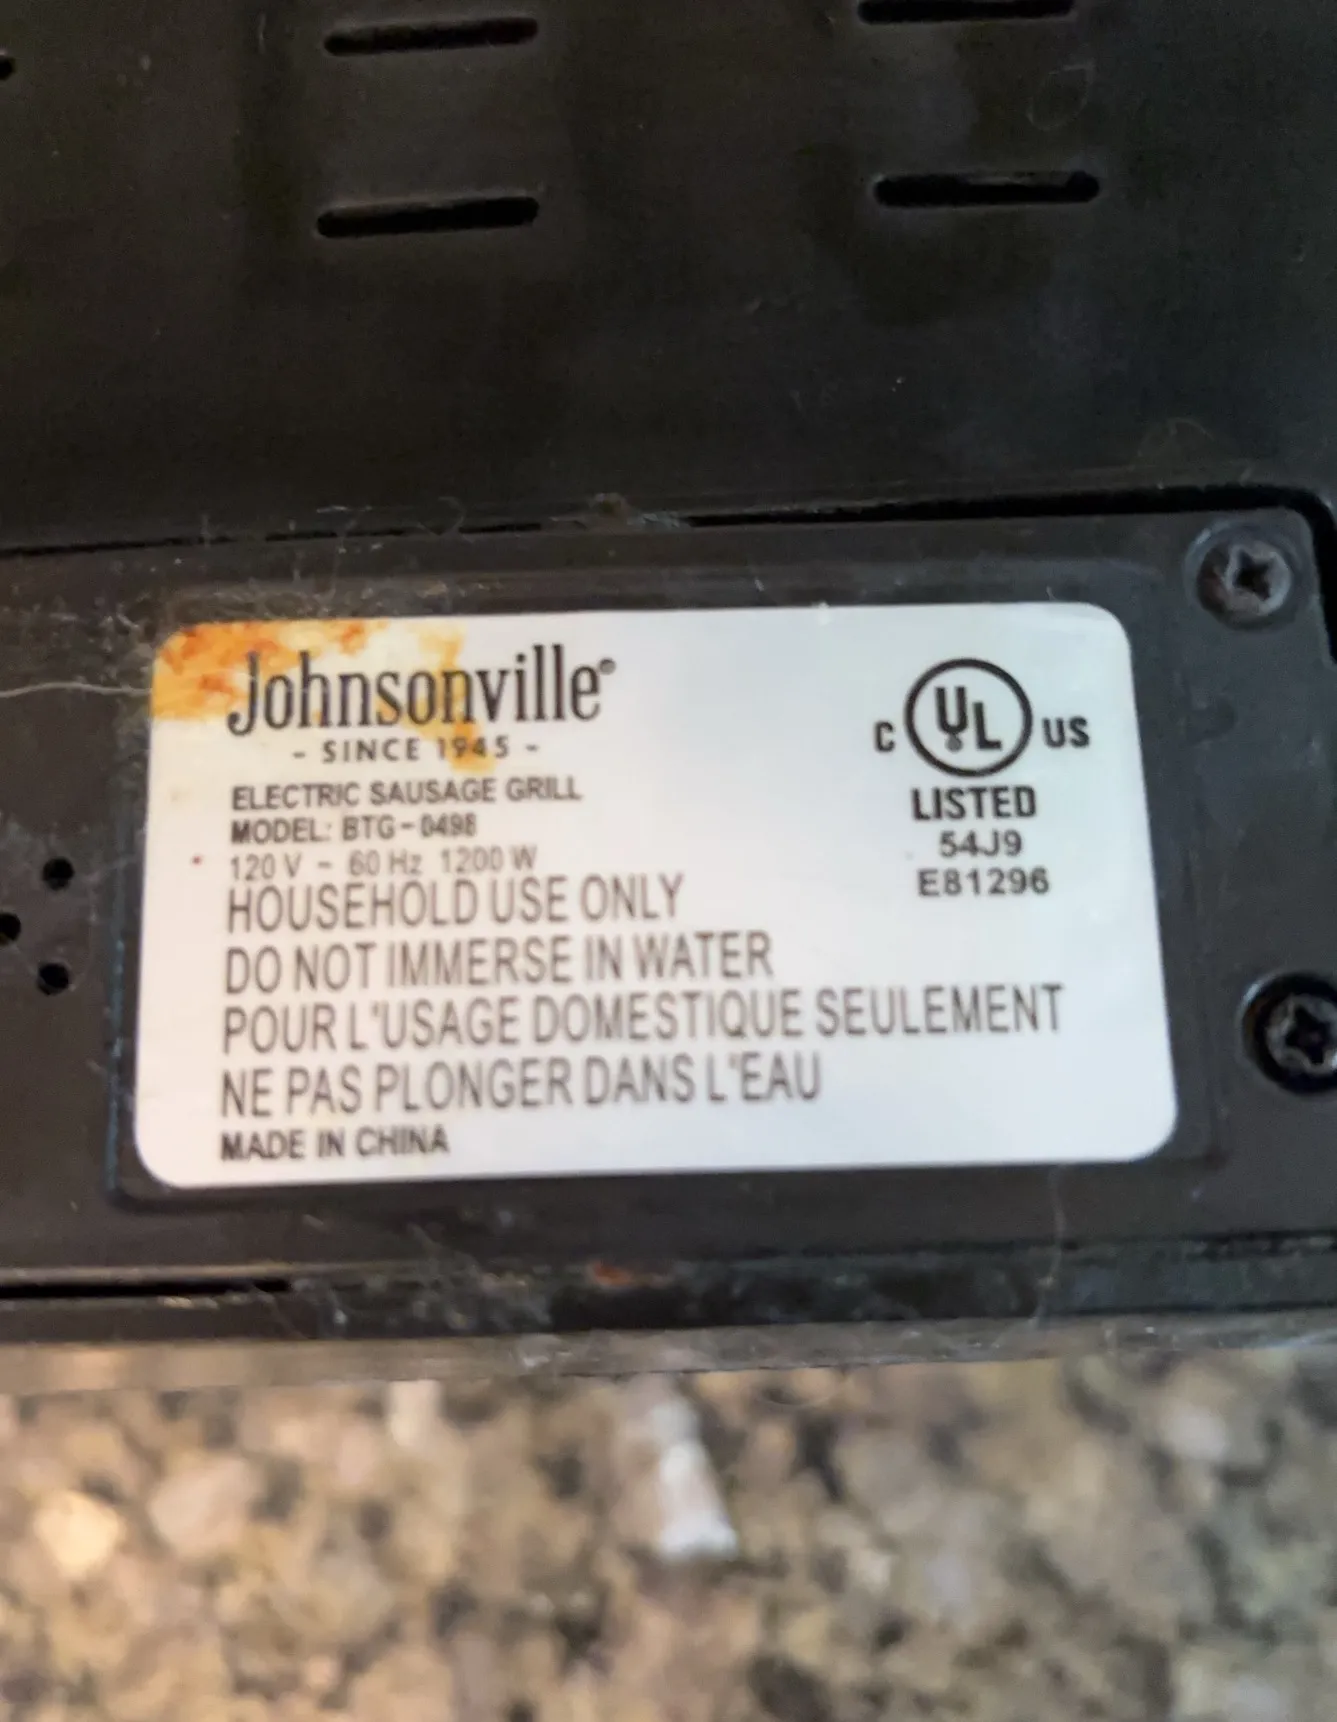 Johnsonville®
- SINCE 1945 -
ELECTRIC SAUSAGE GRILL
MODEL: BTG-0498
120 V ~ 60 Hz 1200 W
HOUSEHOLD USE ONLY
DO NOT IMMERSE IN WATER
POUR L'USAGE DOMESTIQUE SEULEMENT
NE PAS PLONGER DANS L'EAU
MADE IN CHINA
C UL US
LISTED
54J9
E81296